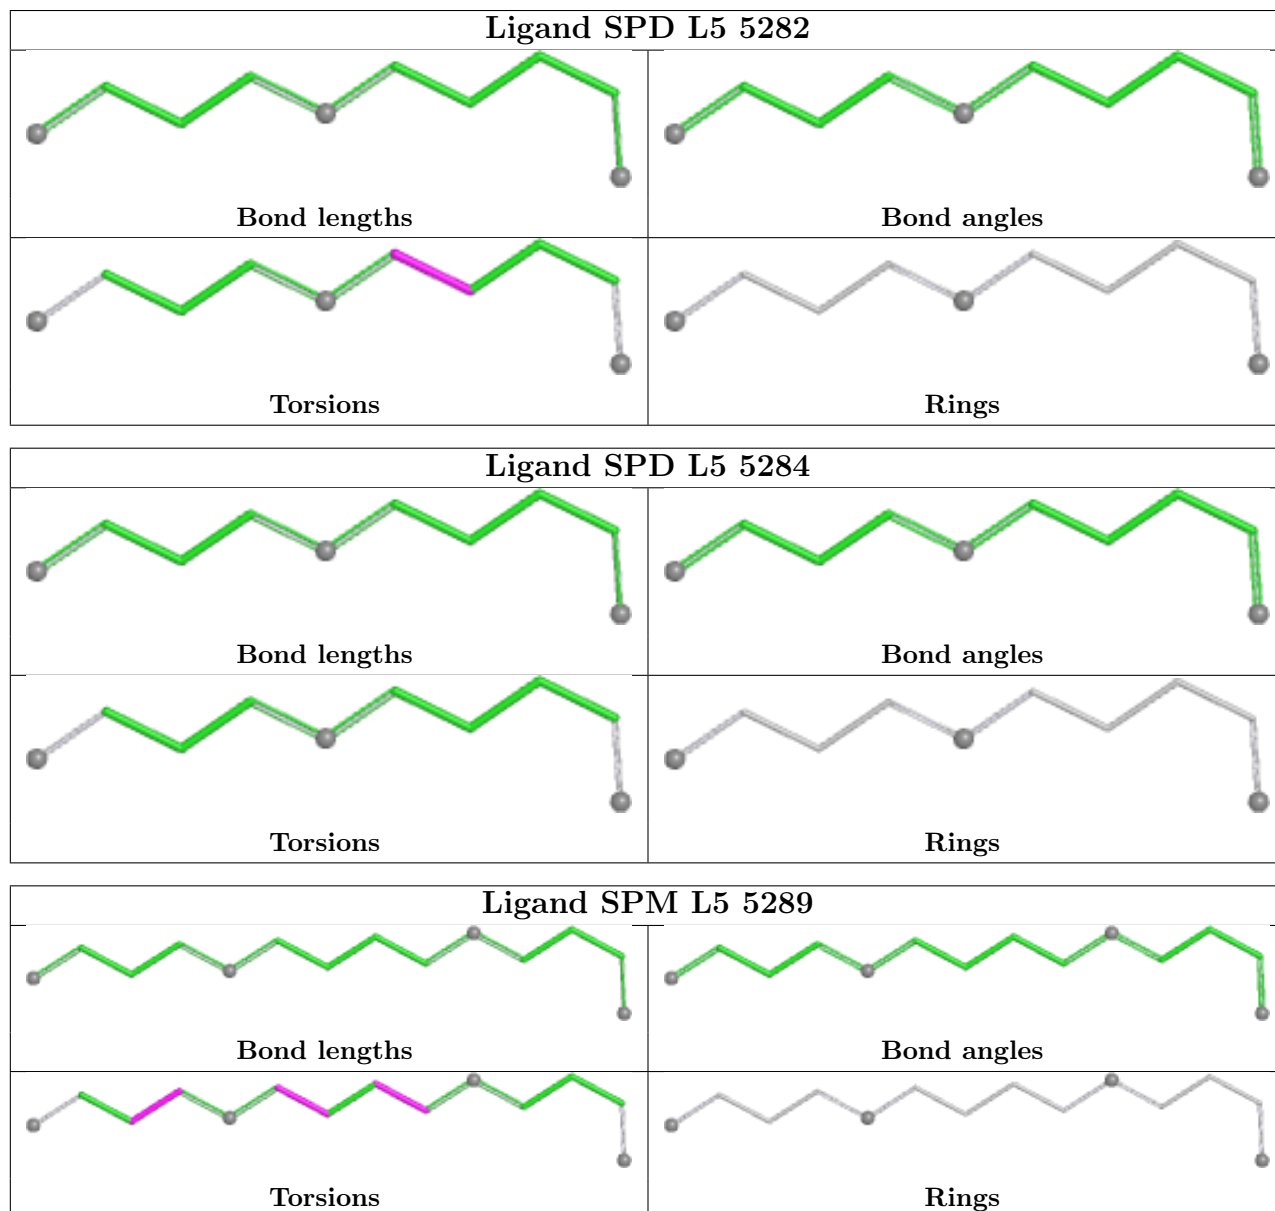 Ligand SPD L5 5282
Bond lengths
Bond angles
Torsions
Rings
Ligand SPD L5 5284
Bond lengths
Bond angles
Torsions
Rings
Ligand SPM L5 5289
Bond lengths
Bond angles
Torsions
Rings